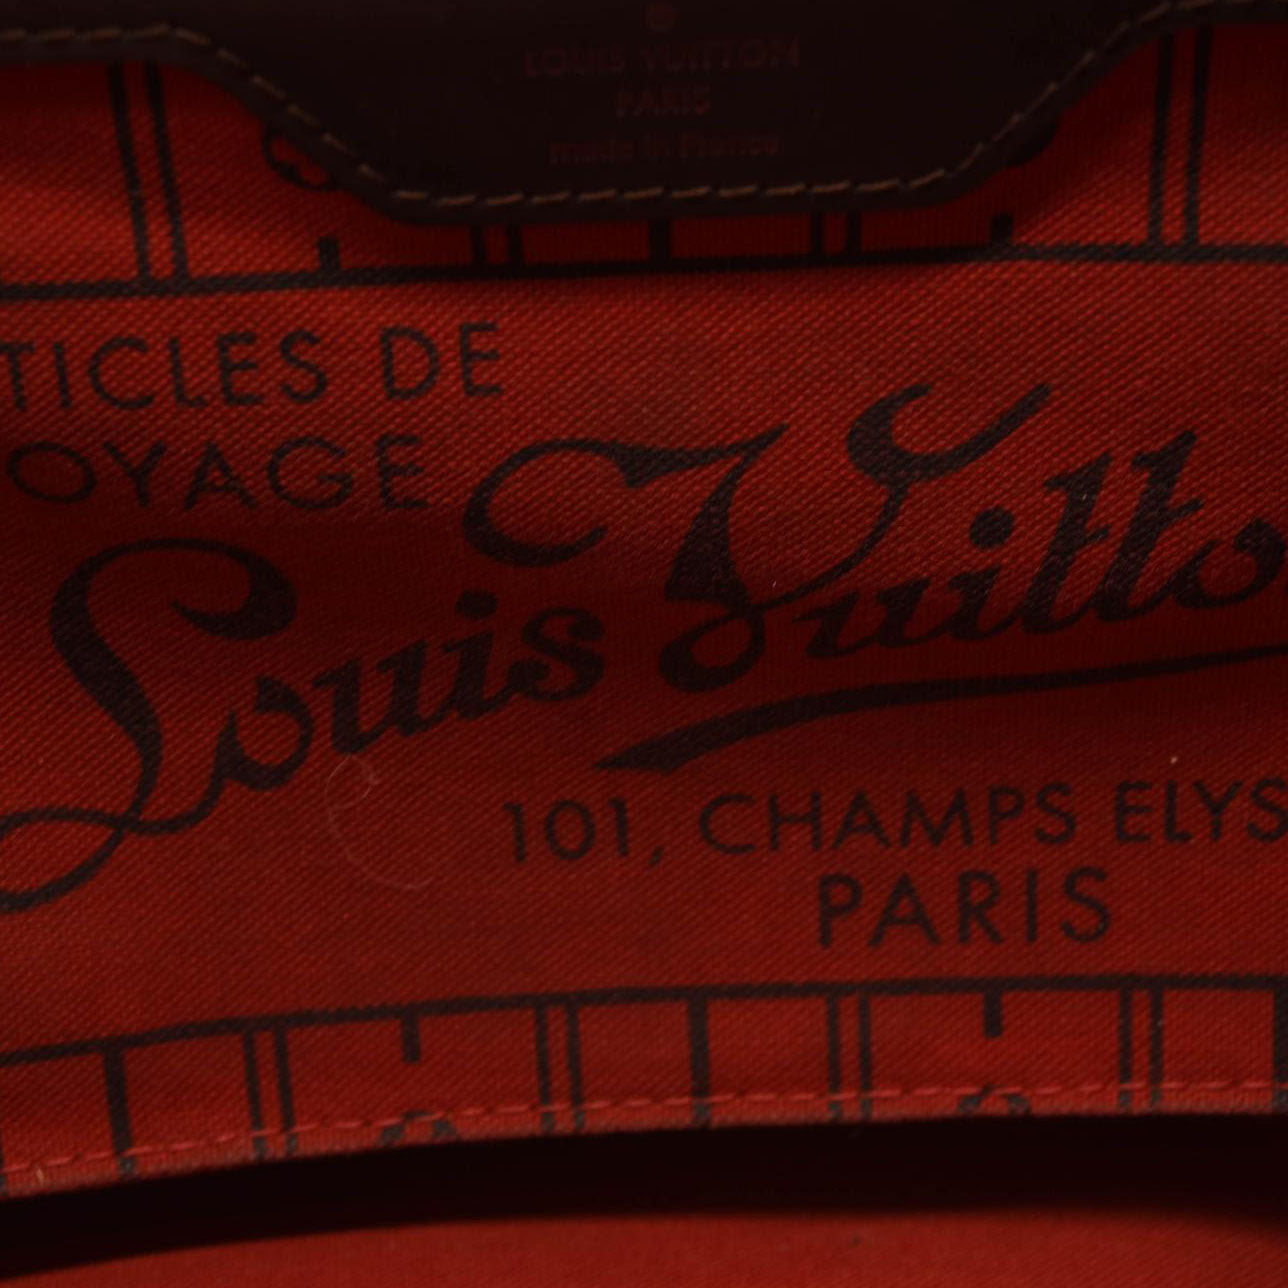 LOUIS VUITTON
PARIS
made in France
TICLES DE
OYAGE
Louis Vuitto
101, CHAMPS ELYS
PARIS